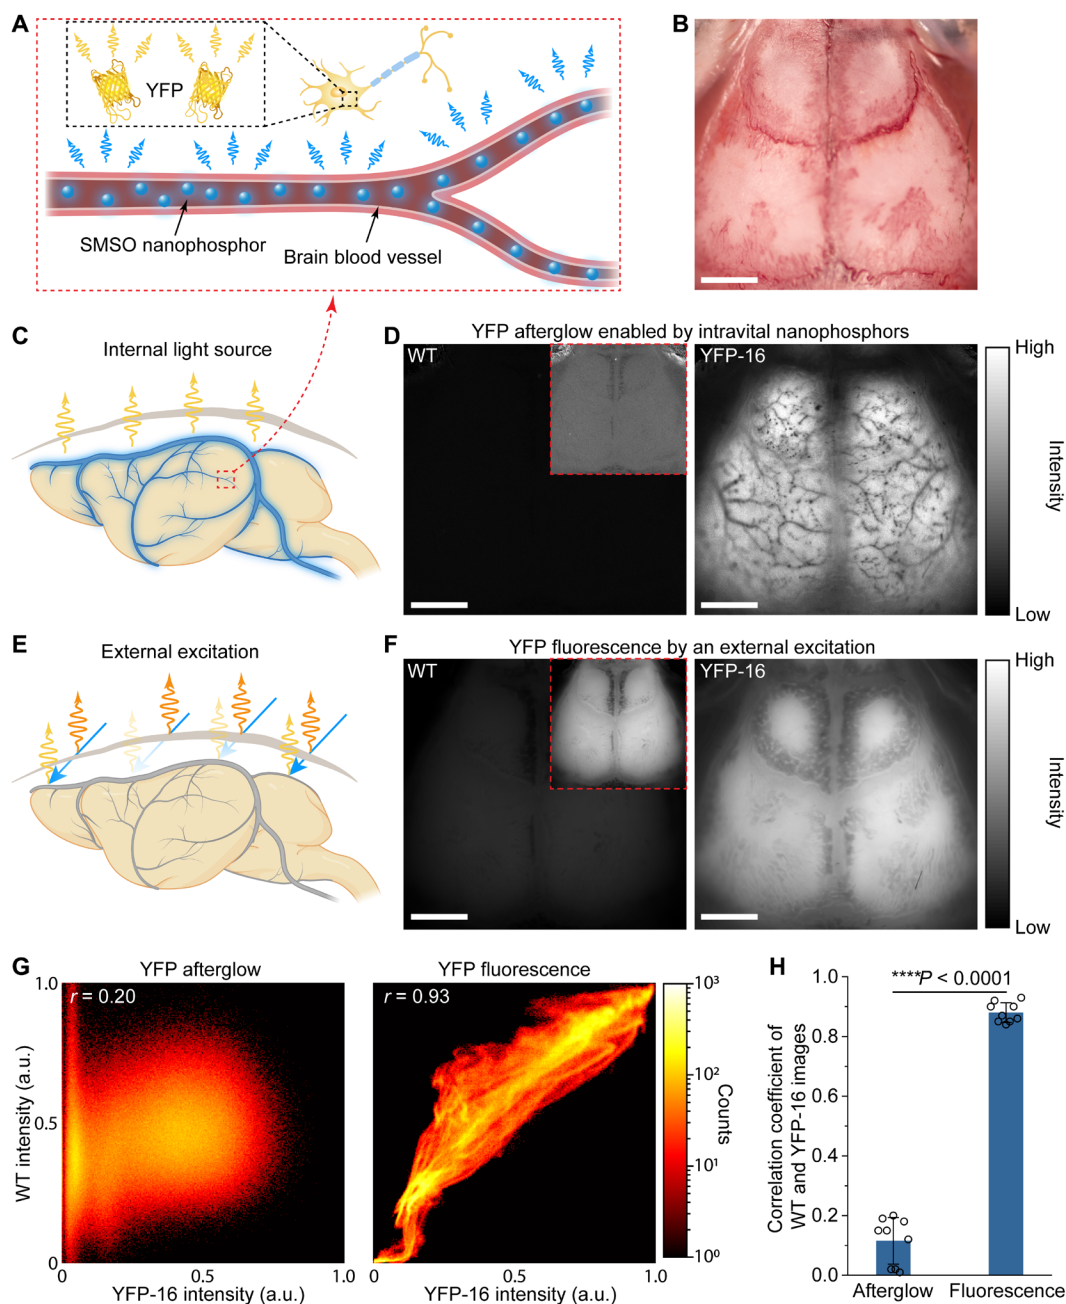 A
YFP
SMSO nanophosphor
Brain blood vessel
B
C
Internal light source
D
YFP afterglow enabled by intravital nanophosphors
WT
YFP-16
High
Intensity
Low
E
External excitation
F
YFP fluorescence by an external excitation
WT
YFP-16
High
Intensity
Low
G
YFP afterglow
r = 0.20
1.0
0.5
0
WT intensity (a.u.)
0
0.5
1.0
YFP-16 intensity (a.u.)
YFP fluorescence
r = 0.93
0
0.5
1.0
YFP-16 intensity (a.u.)
10³
10²
10¹
10⁰
Counts
H
****P < 0.0001
1.0
0.8
0.6
0.4
0.2
0.0
Correlation coefficient of
WT and YFP-16 images
Afterglow
Fluorescence